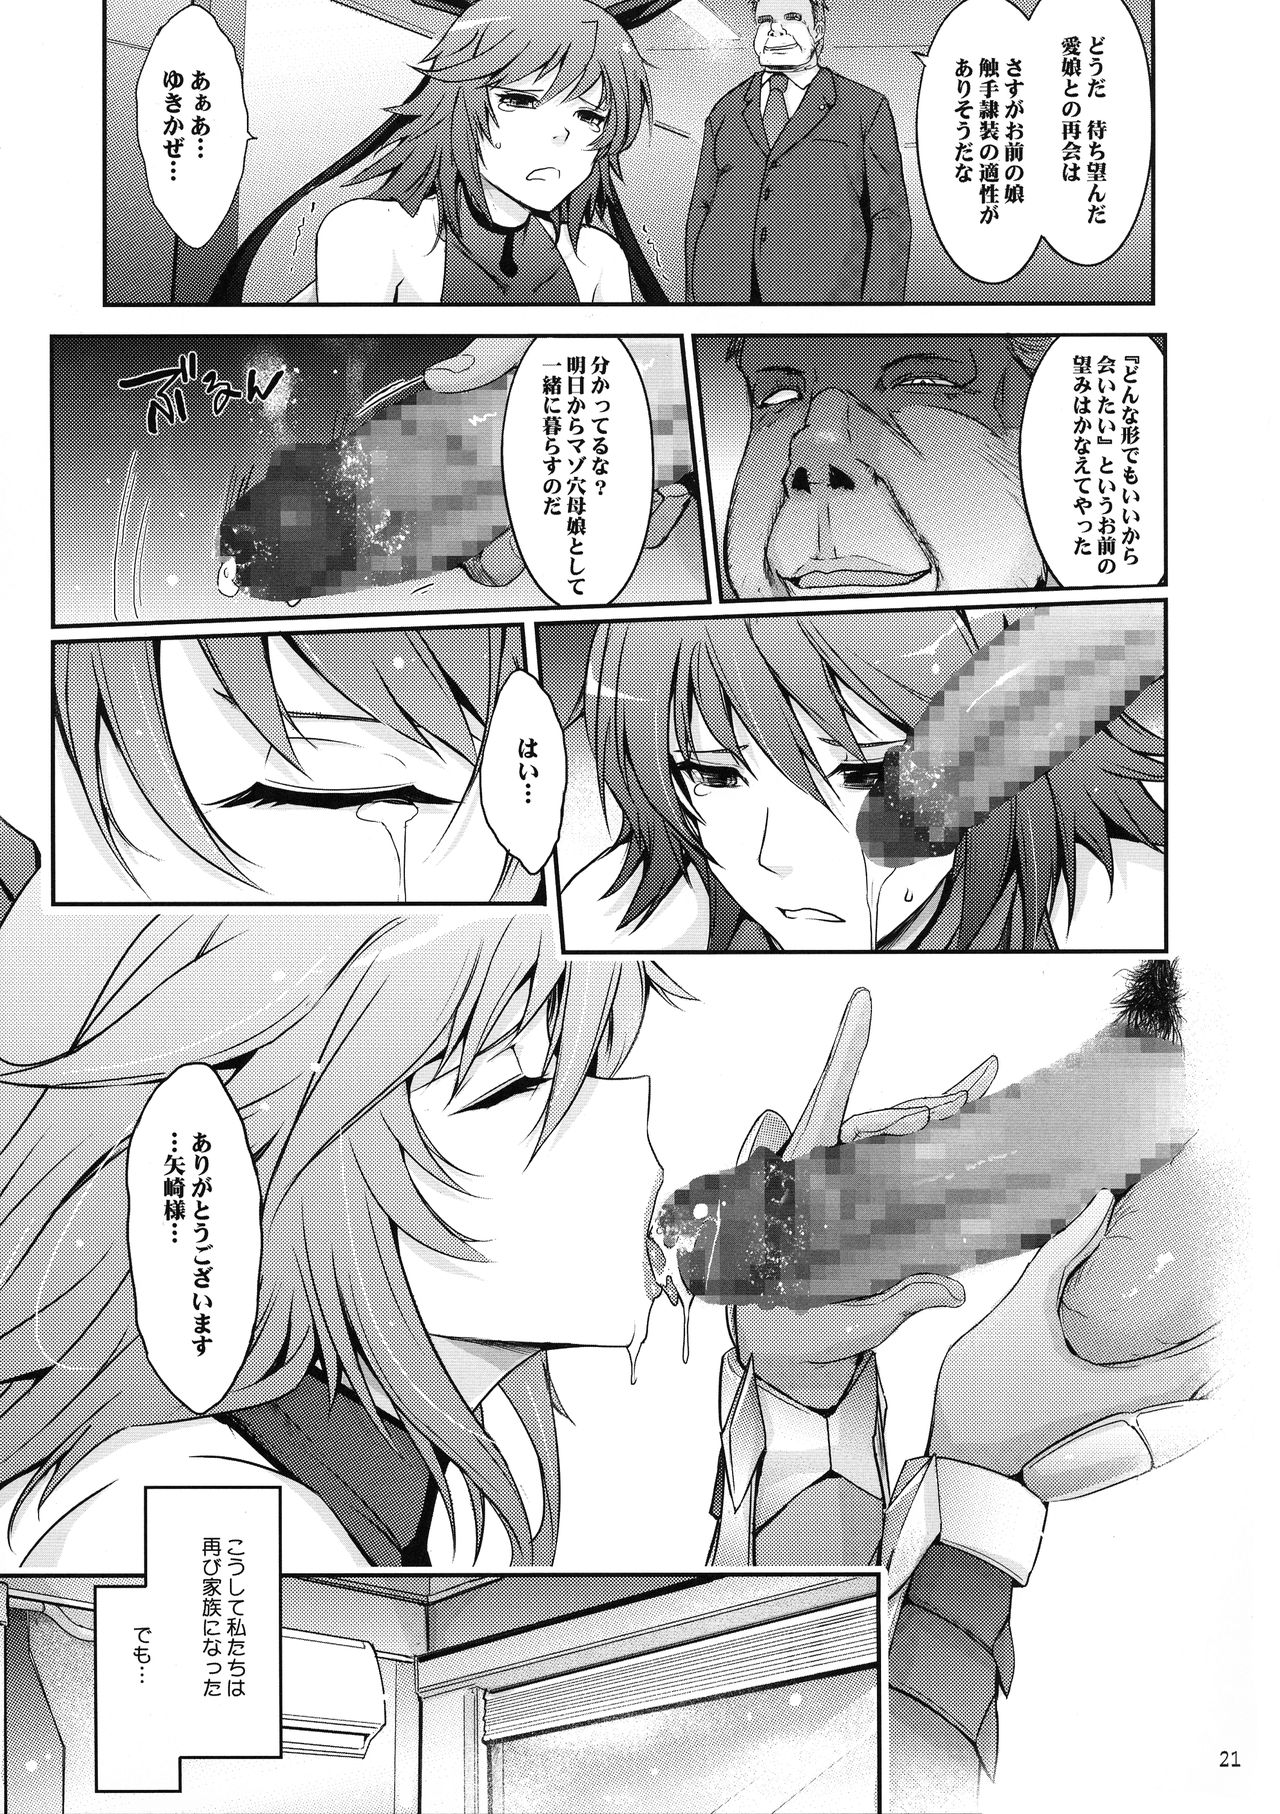 どうだ 待ち望んだ
愛娘との再会は
さすがお前の娘
触手隷装の適性が
ありそうだな
あぁあ…
ゆきかぜ…
『どんな形でもいいから
会いたい』というお前の
望みはかなえてやった
分かってるな？
明日からマゾ穴母娘として
一緒に暮らすのだ
ぶるん
はい…
ありがとうございます
…矢崎様…
こうして私たちは
再び家族になった
でも…
21